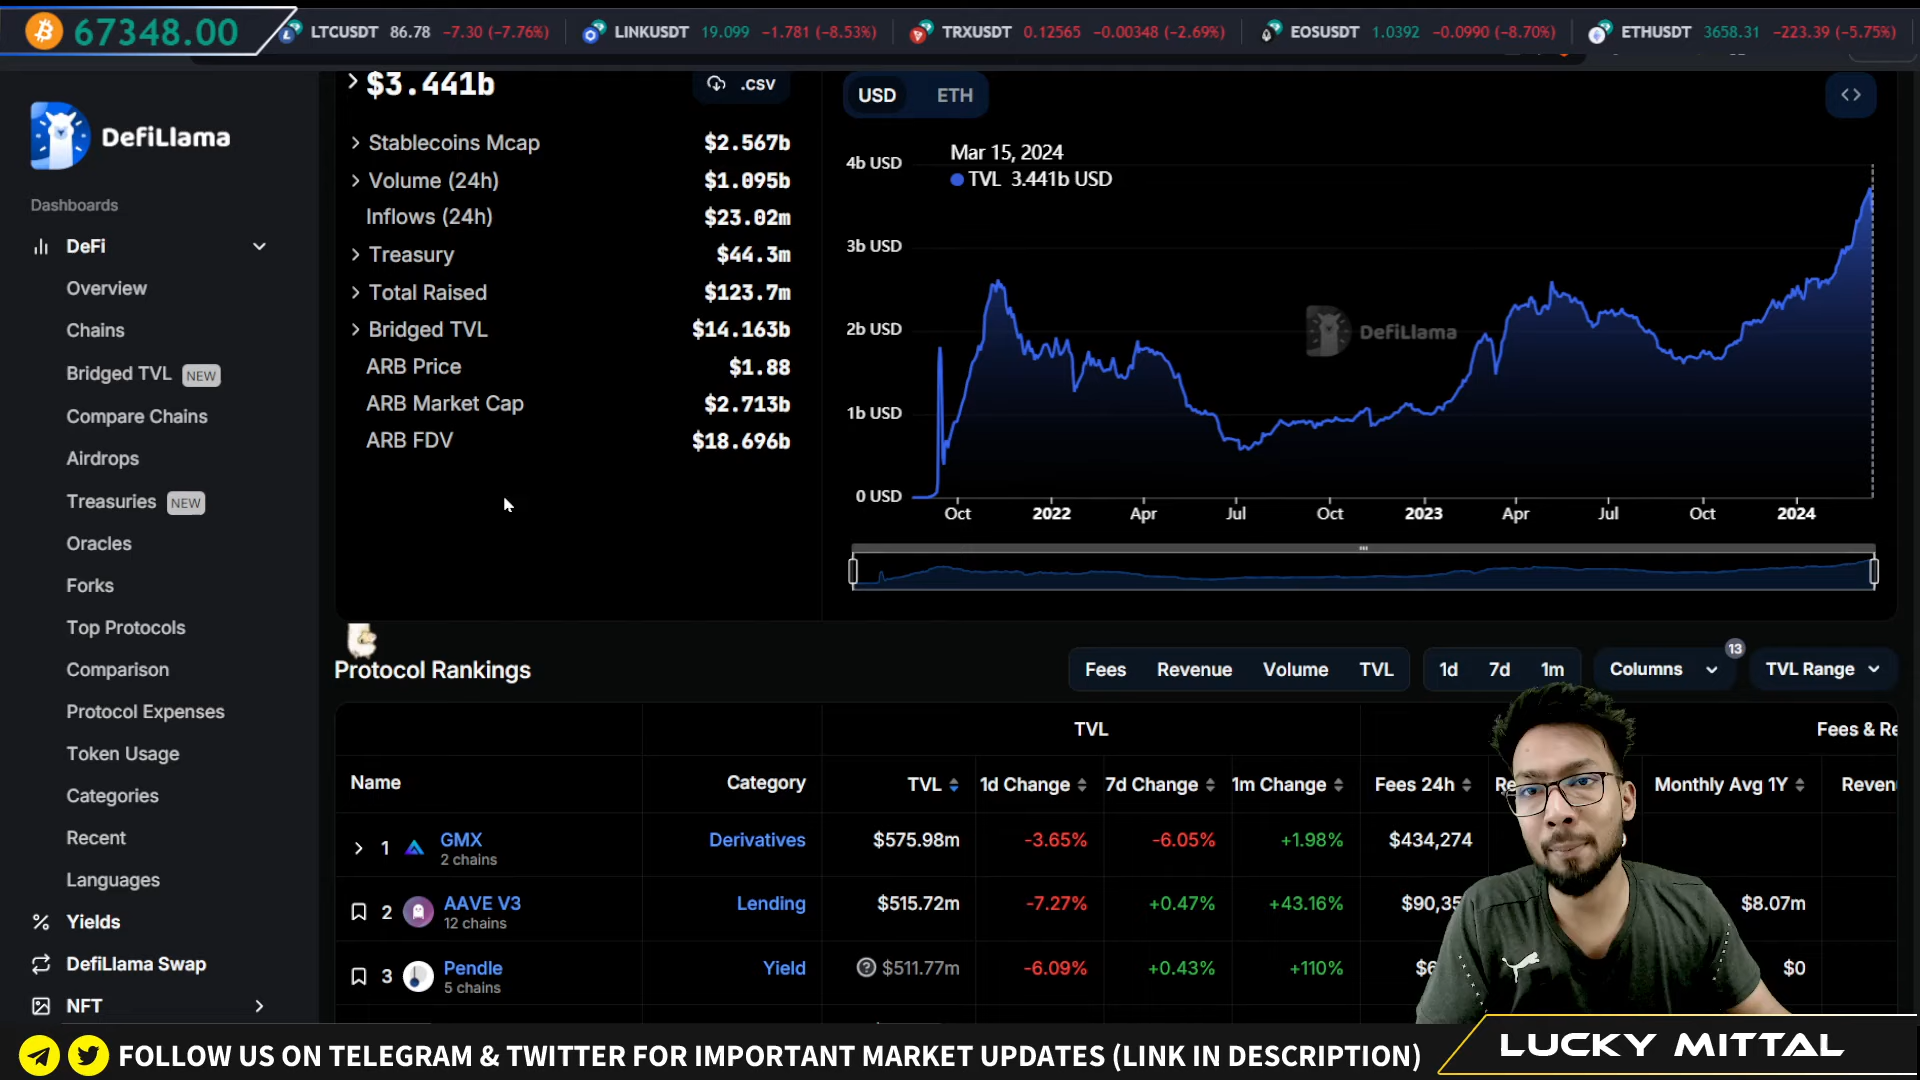 67348.00
LTCUSDT 86.78 -7.30 (-7.76%)
LINKUSDT 19.099 -1.781 (-8.53%)
TRXUSDT 0.12565 -0.00348 (-2.69%)
EOSUSDT 1.0392 -0.0990 (-8.70%)
ETHUSDT 3658.31 -223.39 (-5.75%)
DefiLlama
Dashboards
DeFi
Overview
Chains
Bridged TVL NEW
Compare Chains
Airdrops
Treasuries NEW
Oracles
Forks
Top Protocols
Comparison
Protocol Expenses
Token Usage
Categories
Recent
Languages
Yields
DefiLlama Swap
NFT
$3.441b
.csv
Stablecoins Mcap $2.567b
Volume (24h) $1.095b
Inflows (24h) $23.02m
Treasury $44.3m
Total Raised $123.7m
Bridged TVL $14.163b
ARB Price $1.88
ARB Market Cap $2.713b
ARB FDV $18.696b
USD ETH
Mar 15, 2024
TVL 3.441b USD
4b USD
3b USD
2b USD
1b USD
0 USD
DefiLlama
Oct 2022 Apr Jul Oct 2023 Apr Jul Oct 2024
Protocol Rankings
Fees Revenue Volume TVL
1d 7d 1m
Columns 13
TVL Range
TVL
Name Category TVL 1d Change 7d Change 1m Change Fees 24h Monthly Avg 1Y
1 GMX Derivatives $575.98m -3.65% -6.05% +1.98% $434,274
2 chains
2 AAVE V3 Lending $515.72m -7.27% +0.47% +43.16% $90,35 $8.07m
12 chains
3 Pendle Yield $511.77m -6.09% +0.43% +110% $0
5 chains
FOLLOW US ON TELEGRAM & TWITTER FOR IMPORTANT MARKET UPDATES (LINK IN DESCRIPTION)
LUCKY MITTAL